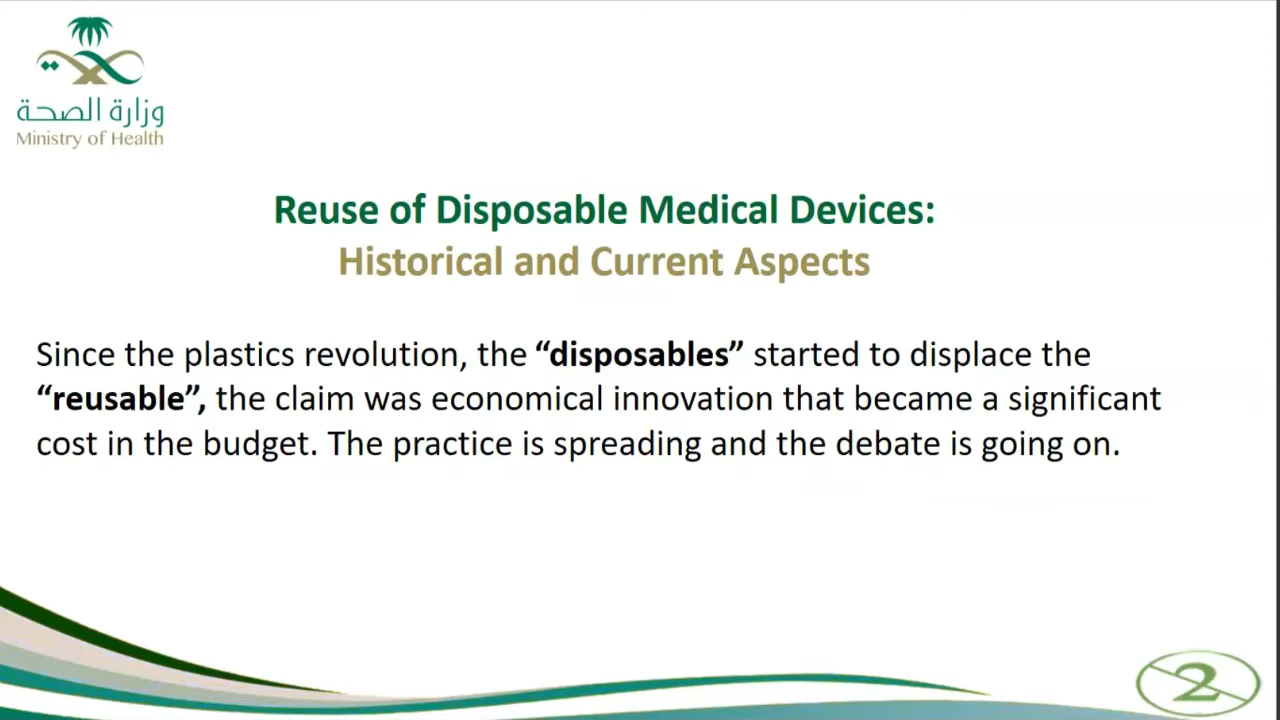 وزارة الصحة
Ministry of Health
Reuse of Disposable Medical Devices:
Historical and Current Aspects
Since the plastics revolution, the “disposables” started to displace the
“reusable”, the claim was economical innovation that became a significant
cost in the budget. The practice is spreading and the debate is going on.
2